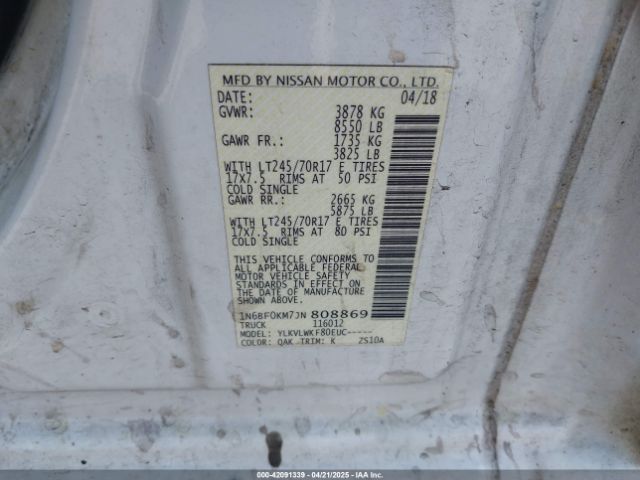 MFD BY NISSAN MOTOR CO., LTD.
DATE: 04/18
GVWR: 3878 KG
8550 LB
GAWR FR.: 1735 KG
3825 LB
WITH LT245/70R17 E TIRES
17X7.5 RIMS AT 50 PSI
COLD SINGLE
GAWR RR.: 2665 KG
5875 LB
WITH LT245/70R17 E TIRES
17X7.5 RIMS AT 80 PSI
COLD SINGLE
THIS VEHICLE CONFORMS TO
ALL APPLICABLE FEDERAL
MOTOR VEHICLE SAFETY
STANDARDS IN EFFECT ON
THE DATE OF MANUFACTURE
SHOWN ABOVE.
1N6BF0KM7JN808869
TRUCK 116012
MODEL: YLKVLWKF80EUC-----
COLOR: QAK TRIM: K ZS10A
000-42091339 - 04/21/2025 - IAAI.com